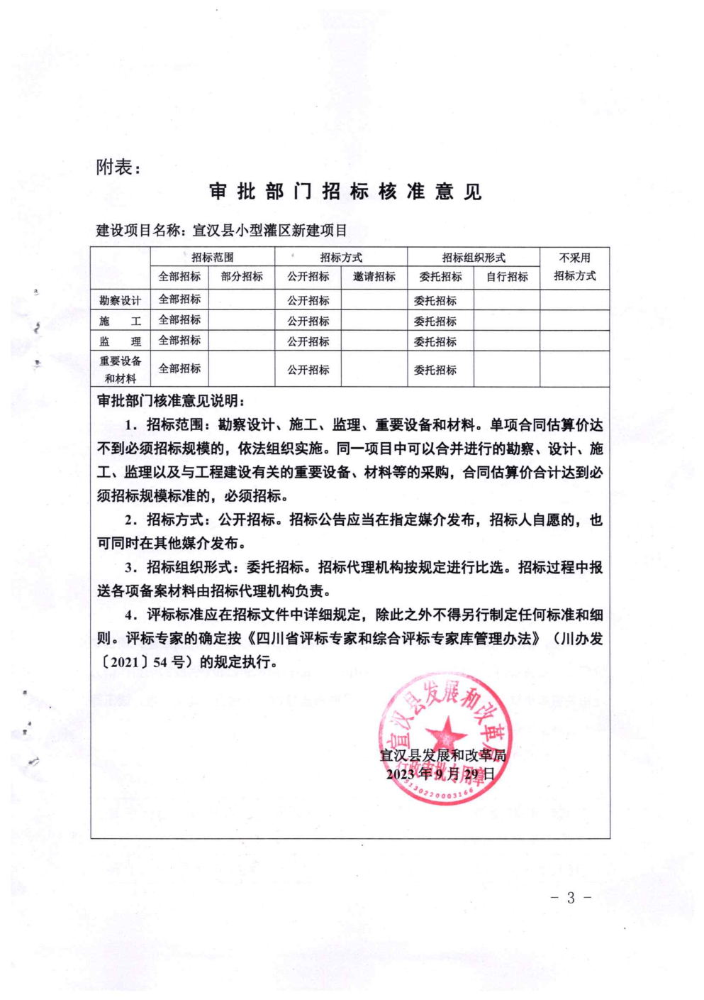 附表：
审批部门招标核准意见
建设项目名称：宣汉县小型灌区新建项目
招标范围 招标方式 招标组织形式 不采用招标方式
全部招标 部分招标 公开招标 邀请招标 委托招标 自行招标
勘察设计 全部招标 公开招标 委托招标
施工 全部招标 公开招标 委托招标
监理 全部招标 公开招标 委托招标
重要设备和材料 全部招标 公开招标 委托招标
审批部门核准意见说明：
1．招标范围：勘察设计、施工、监理、重要设备和材料。单项合同估算价达
不到必须招标规模的，依法组织实施。同一项目中可以合并进行的勘察、设计、施
工、监理以及与工程建设有关的重要设备、材料等的采购，合同估算价合计达到必
须招标规模标准的，必须招标。
2．招标方式：公开招标。招标公告应当在指定媒介发布，招标人自愿的，也
可同时在其他媒介发布。
3．招标组织形式：委托招标。招标代理机构按规定进行比选。招标过程中报
送各项备案材料由招标代理机构负责。
4．评标标准应在招标文件中详细规定，除此之外不得另行制定任何标准和细
则。评标专家的确定按《四川省评标专家和综合评标专家库管理办法》（川办发
〔2021〕54号）的规定执行。
宣汉县发展和改革局
宣汉县发展和改革局
2023年9月29日
行政审批专用章
5130220003166
－ 3 －